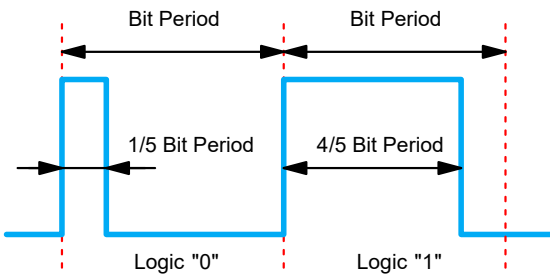 Bit Period
Bit Period
1/5 Bit Period
4/5 Bit Period
Logic "0"
Logic "1"